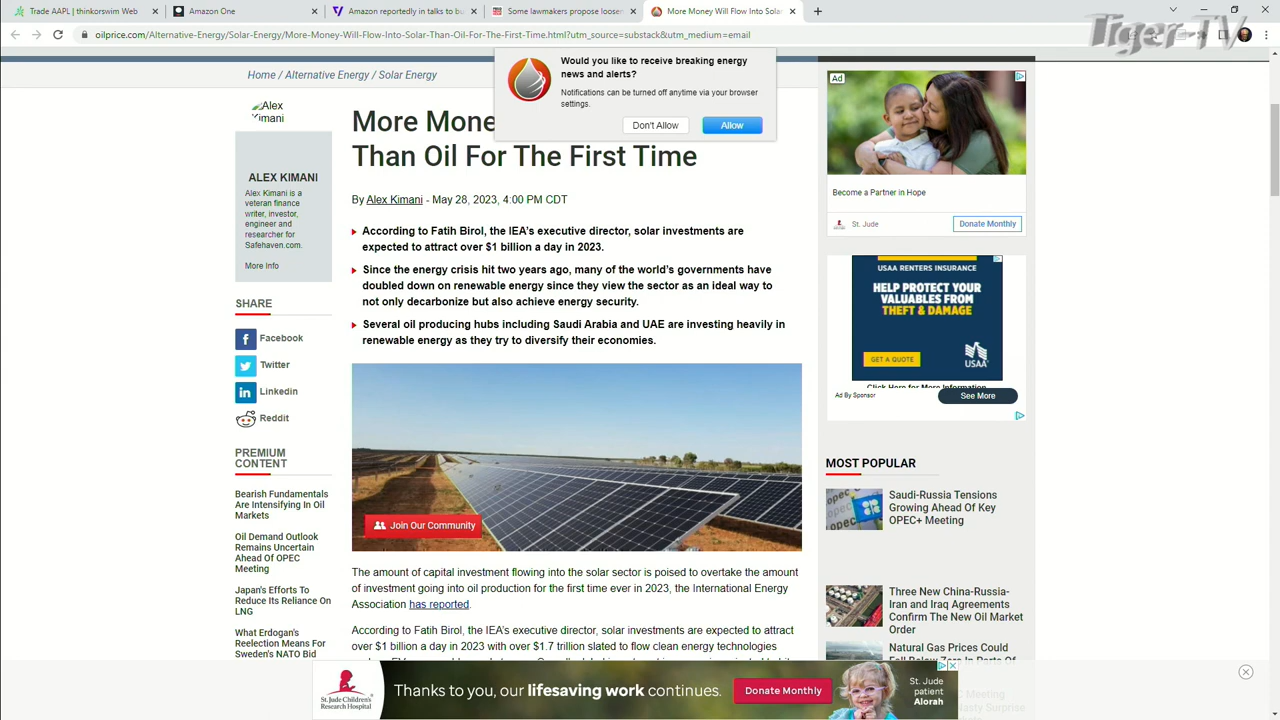 Trade AAPL | thinkorswim Web
Amazon One
Amazon reportedly in talks to bu
Some lawmakers propose loosen
More Money Will Flow Into Sola
Tiger TV
oilprice.com/Alternative-Energy/Solar-Energy/More-Money-Will-Flow-Into-Solar-Than-Oil-For-The-First-Time.html?utm_source=substack&utm_medium=email
Would you like to receive breaking energy
news and alerts?
Notifications can be turned off anytime via your browser
settings.
Don't Allow
Allow
Home / Alternative Energy / Solar Energy
Alex
Kimani
ALEX KIMANI
Alex Kimani is a
veteran finance
writer, investor,
engineer and
researcher for
Safehaven.com.
More Info
SHARE
Facebook
Twitter
Linkedin
Reddit
PREMIUM
CONTENT
Bearish Fundamentals
Are Intensifying In Oil
Markets
Oil Demand Outlook
Remains Uncertain
Ahead Of OPEC
Meeting
Japan's Efforts To
Reduce Its Reliance On
LNG
What Erdogan's
Reelection Means For
Sweden's NATO Bid
More Mone
Than Oil For The First Time
By Alex Kimani - May 28, 2023, 4:00 PM CDT
According to Fatih Birol, the IEA's executive director, solar investments are
expected to attract over $1 billion a day in 2023.
Since the energy crisis hit two years ago, many of the world's governments have
doubled down on renewable energy since they view the sector as an ideal way to
not only decarbonize but also achieve energy security.
Several oil producing hubs including Saudi Arabia and UAE are investing heavily in
renewable energy as they try to diversify their economies.
Join Our Community
The amount of capital investment flowing into the solar sector is poised to overtake the amount
of investment going into oil production for the first time ever in 2023, the International Energy
Association has reported.
According to Fatih Birol, the IEA's executive director, solar investments are expected to attract
over $1 billion a day in 2023 with over $1.7 trillion slated to flow clean energy technologies
Ad
Become a Partner in Hope
St. Jude
Donate Monthly
USAA RENTERS INSURANCE
HELP PROTECT YOUR
VALUABLES FROM
THEFT & DAMAGE
GET A QUOTE
USAA
Click Here for More Information
Ad By Sponsor
See More
MOST POPULAR
opec
Saudi-Russia Tensions
Growing Ahead Of Key
OPEC+ Meeting
Three New China-Russia-
Iran and Iraq Agreements
Confirm The New Oil Market
Order
Natural Gas Prices Could
Fall Below Zero In Parts Of
St. Jude Children's
Research Hospital
Thanks to you, our lifesaving work continues.
Donate Monthly
St. Jude
patient
Alorah